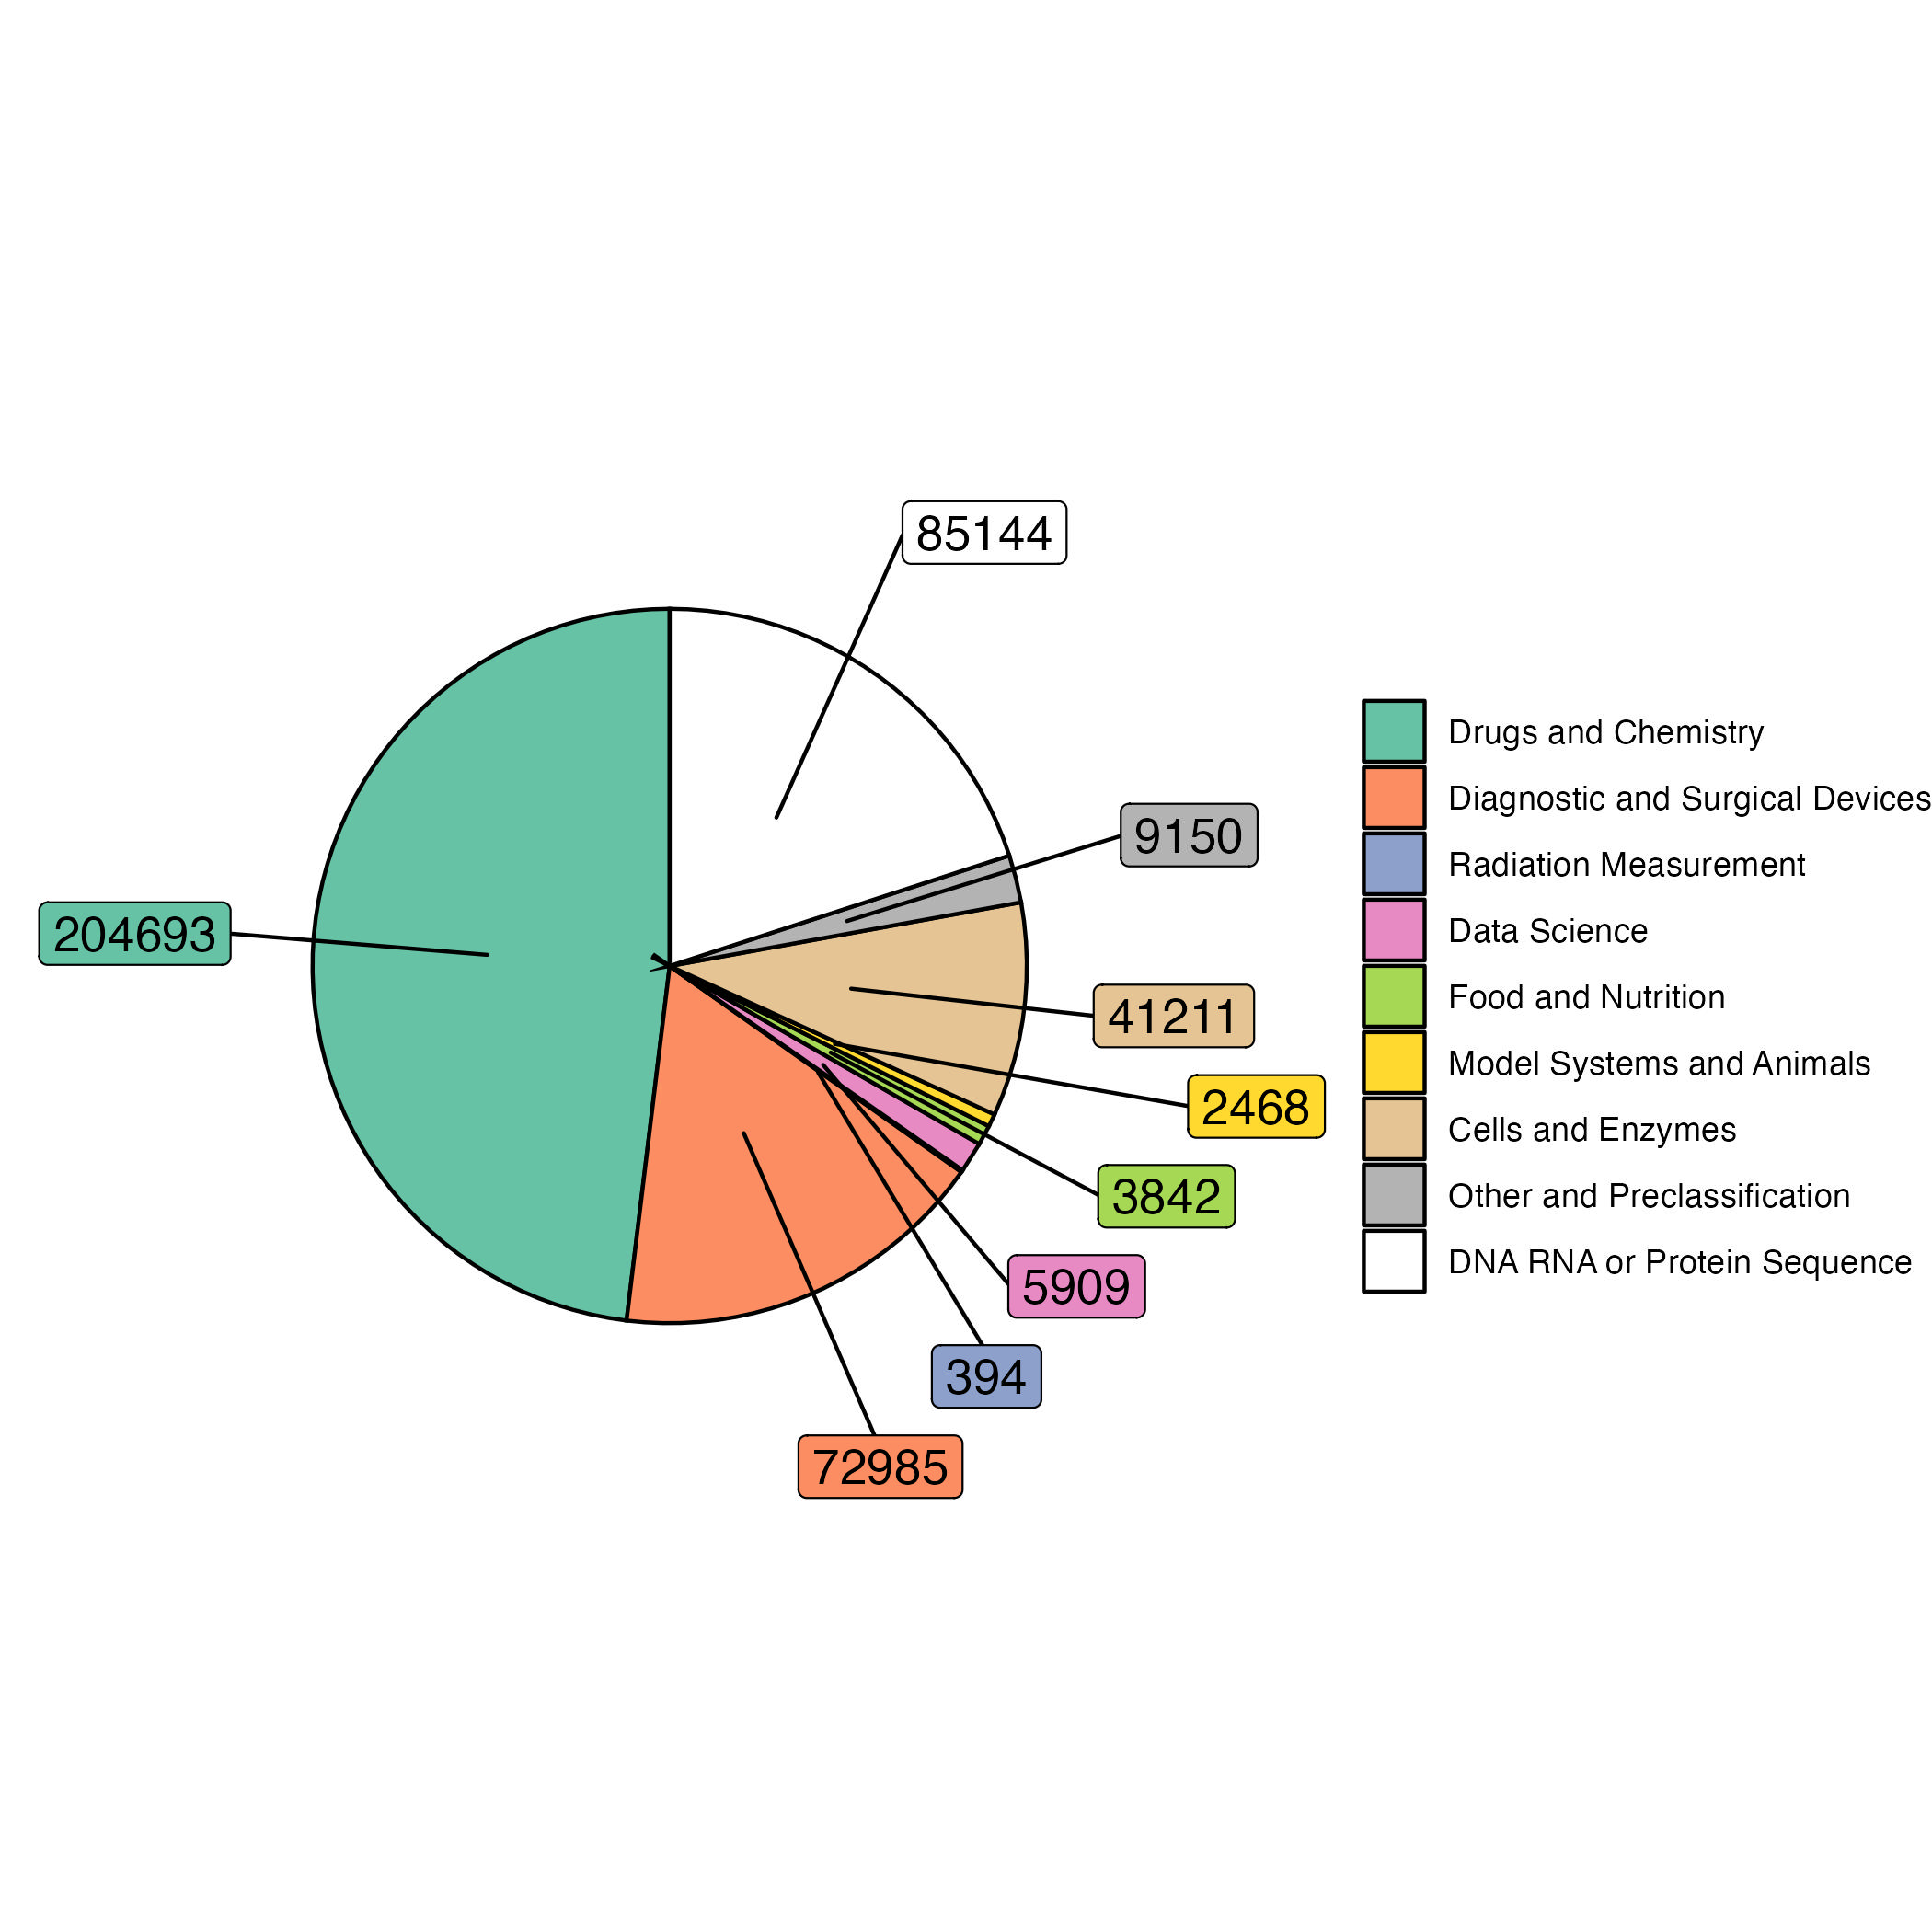 85144
9150
204693
41211
2468
3842
5909
394
72985
Drugs and Chemistry
Diagnostic and Surgical Devices
Radiation Measurement
Data Science
Food and Nutrition
Model Systems and Animals
Cells and Enzymes
Other and Preclassification
DNA RNA or Protein Sequence